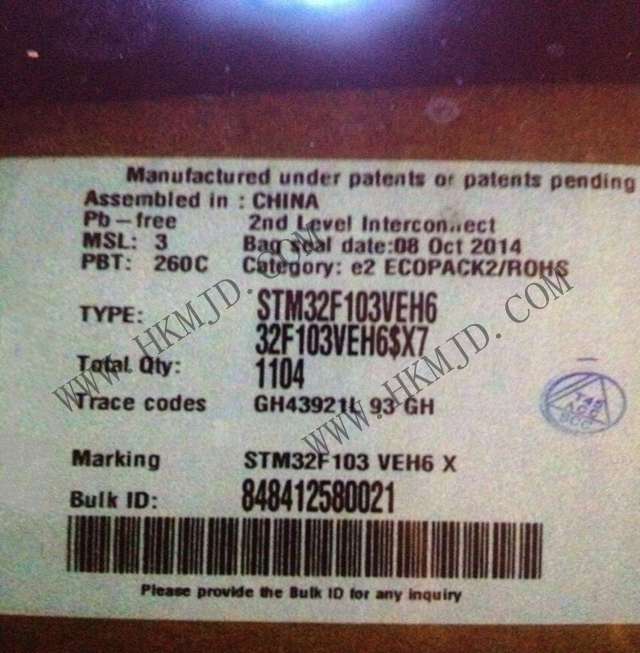 Manufactured under patents or patents pending
Assembled in : CHINA
Pb-free 2nd Level Interconnect
MSL: 3 Bag seal date:08 Oct 2014
PBT: 260C Category: e2 ECOPACK2/ROHS
TYPE: STM32F103VEH6
32F103VEH6$X7
Total Qty: 1104
Trace codes GH43921L 93 GH
Marking STM32F103 VEH6 X
Bulk ID: 848412580021
Please provide the Bulk ID for any inquiry
WWW.HKMJD.COM
WWW.HKMJD.COM